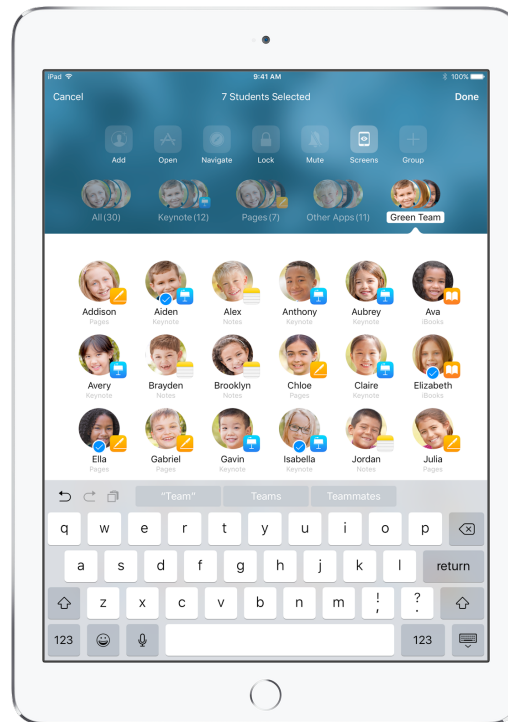 iPad 9:41 AM 100%
Cancel 7 Students Selected Done
Add Open Navigate Lock Mute Screens Group
All (30) Keynote (12) Pages (7) Other Apps (11) Green Team
Addison Aiden Alex Anthony Aubrey Ava
Pages Keynote Notes Keynote Keynote iBooks
Avery Brayden Brooklyn Chloe Claire Elizabeth
Keynote Notes Notes Pages Keynote iBooks
Ella Gabriel Gavin Isabella Jordan Julia
Pages Pages Keynote Keynote Notes Pages
"Team" Teams Teammates
q w e r t y u i o p
a s d f g h j k l return
z x c v b n m ! , ? .
123 123